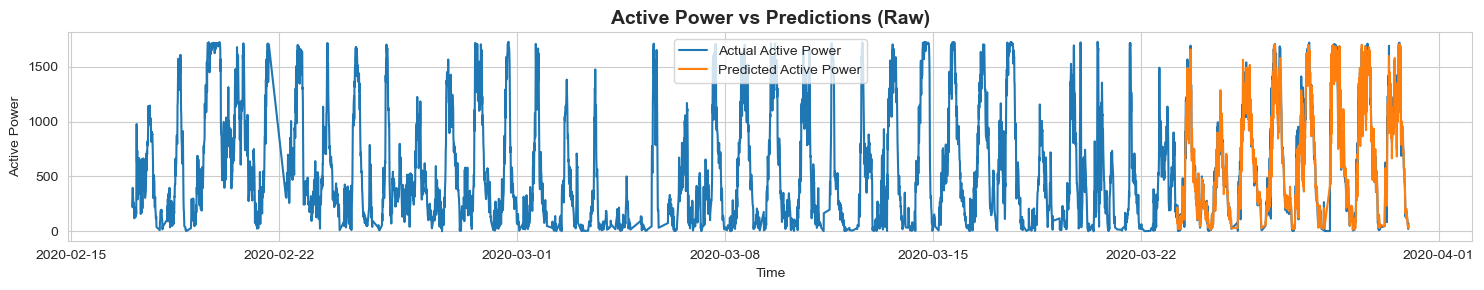 Active Power vs Predictions (Raw)
Actual Active Power
Predicted Active Power
Active Power
1500
1000
500
0
2020-02-15 2020-02-22 2020-03-01 2020-03-08 2020-03-15 2020-03-22 2020-04-01
Time